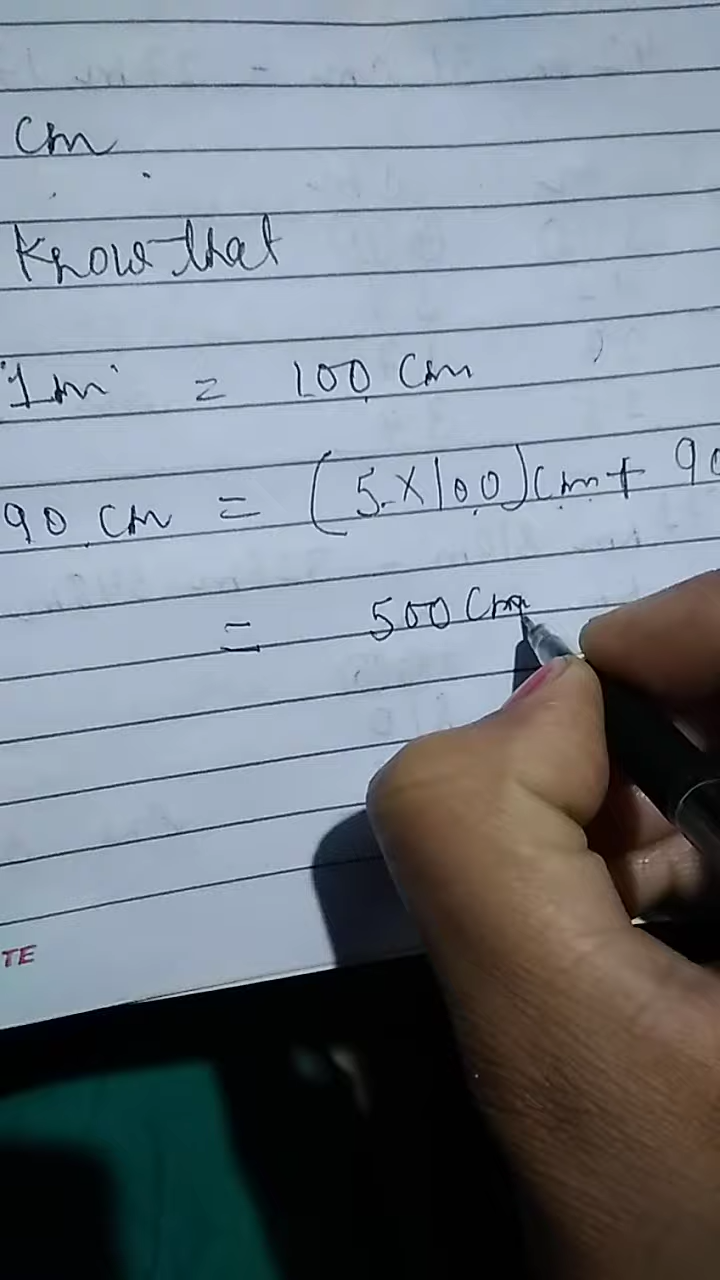 cm
Know that
1m = 100 cm
90 cm = (5 × 100) cm + 90
= 500 cm
TE